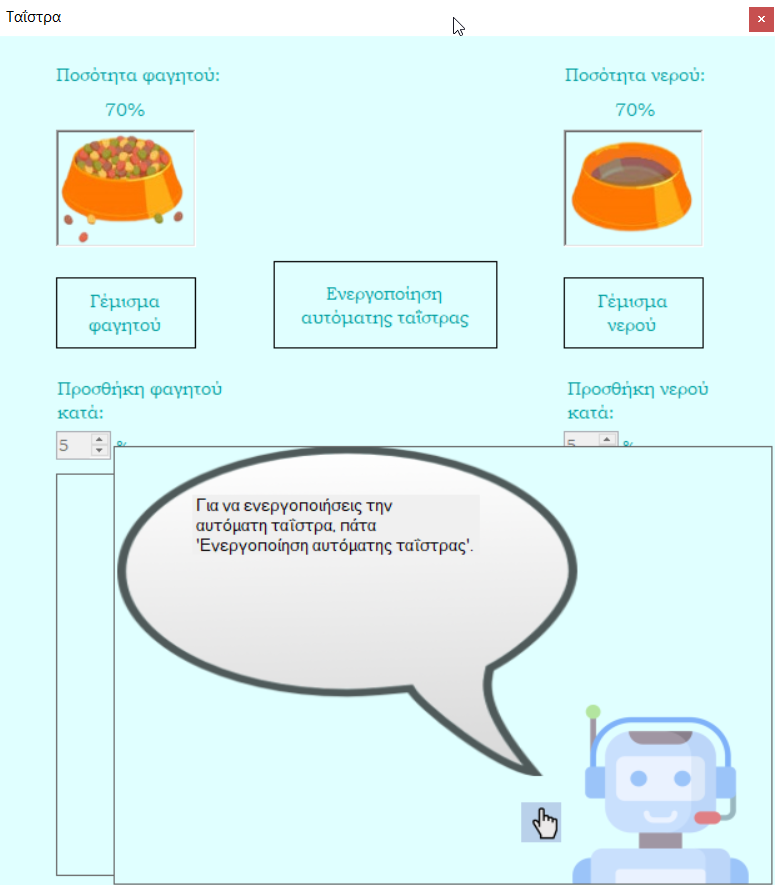 Ταΐστρα
Ποσότητα φαγητού:
Ποσότητα νερού:
70%
70%
Ενεργοποίηση
αυτόματης ταΐστρας
Γέμισμα
φαγητού
Γέμισμα
νερού
Προσθήκη φαγητού
κατά:
Προσθήκη νερού
κατά:
5 %
5 %
Για να ενεργοποιήσεις την
αυτόματη ταΐστρα, πάτα
'Ενεργοποίηση αυτόματης ταΐστρας'.